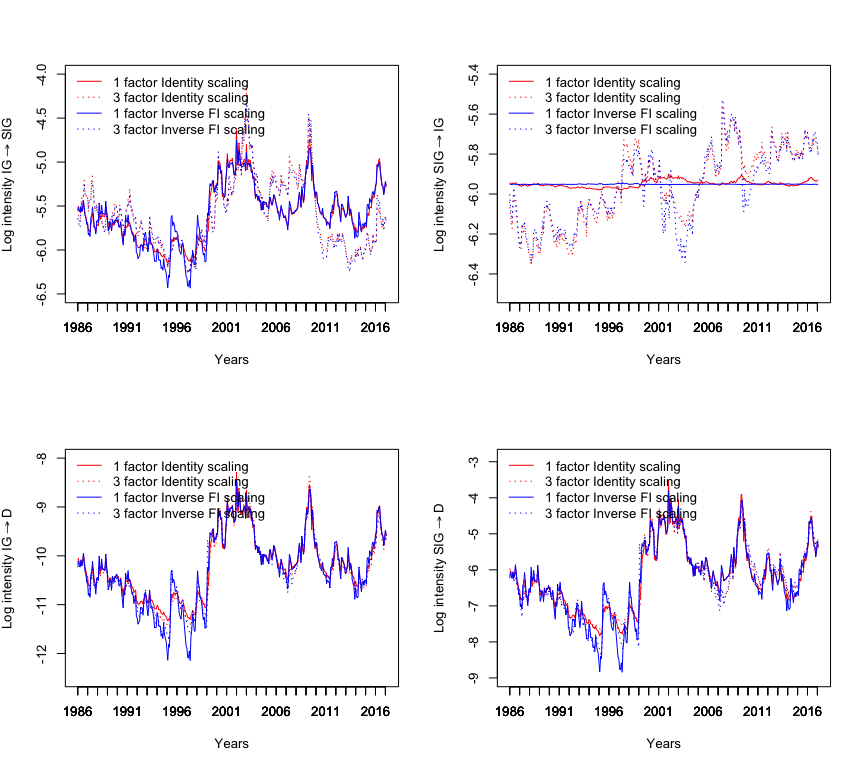 Log intensity IG → SIG
-4.0
-4.5
-5.0
-5.5
-6.0
-6.5
1 factor Identity scaling
3 factor Identity scaling
1 factor Inverse FI scaling
3 factor Inverse FI scaling
1986 1991 1996 2001 2006 2011 2016
Years
Log intensity SIG → IG
-5.4
-5.6
-5.8
-6.0
-6.2
-6.4
1 factor Identity scaling
3 factor Identity scaling
1 factor Inverse FI scaling
3 factor Inverse FI scaling
1986 1991 1996 2001 2006 2011 2016
Years
Log intensity IG → D
-8
-9
-10
-11
-12
1 factor Identity scaling
3 factor Identity scaling
1 factor Inverse FI scaling
3 factor Inverse FI scaling
1986 1991 1996 2001 2006 2011 2016
Years
Log intensity SIG → D
-3
-4
-5
-6
-7
-8
-9
1 factor Identity scaling
3 factor Identity scaling
1 factor Inverse FI scaling
3 factor Inverse FI scaling
1986 1991 1996 2001 2006 2011 2016
Years